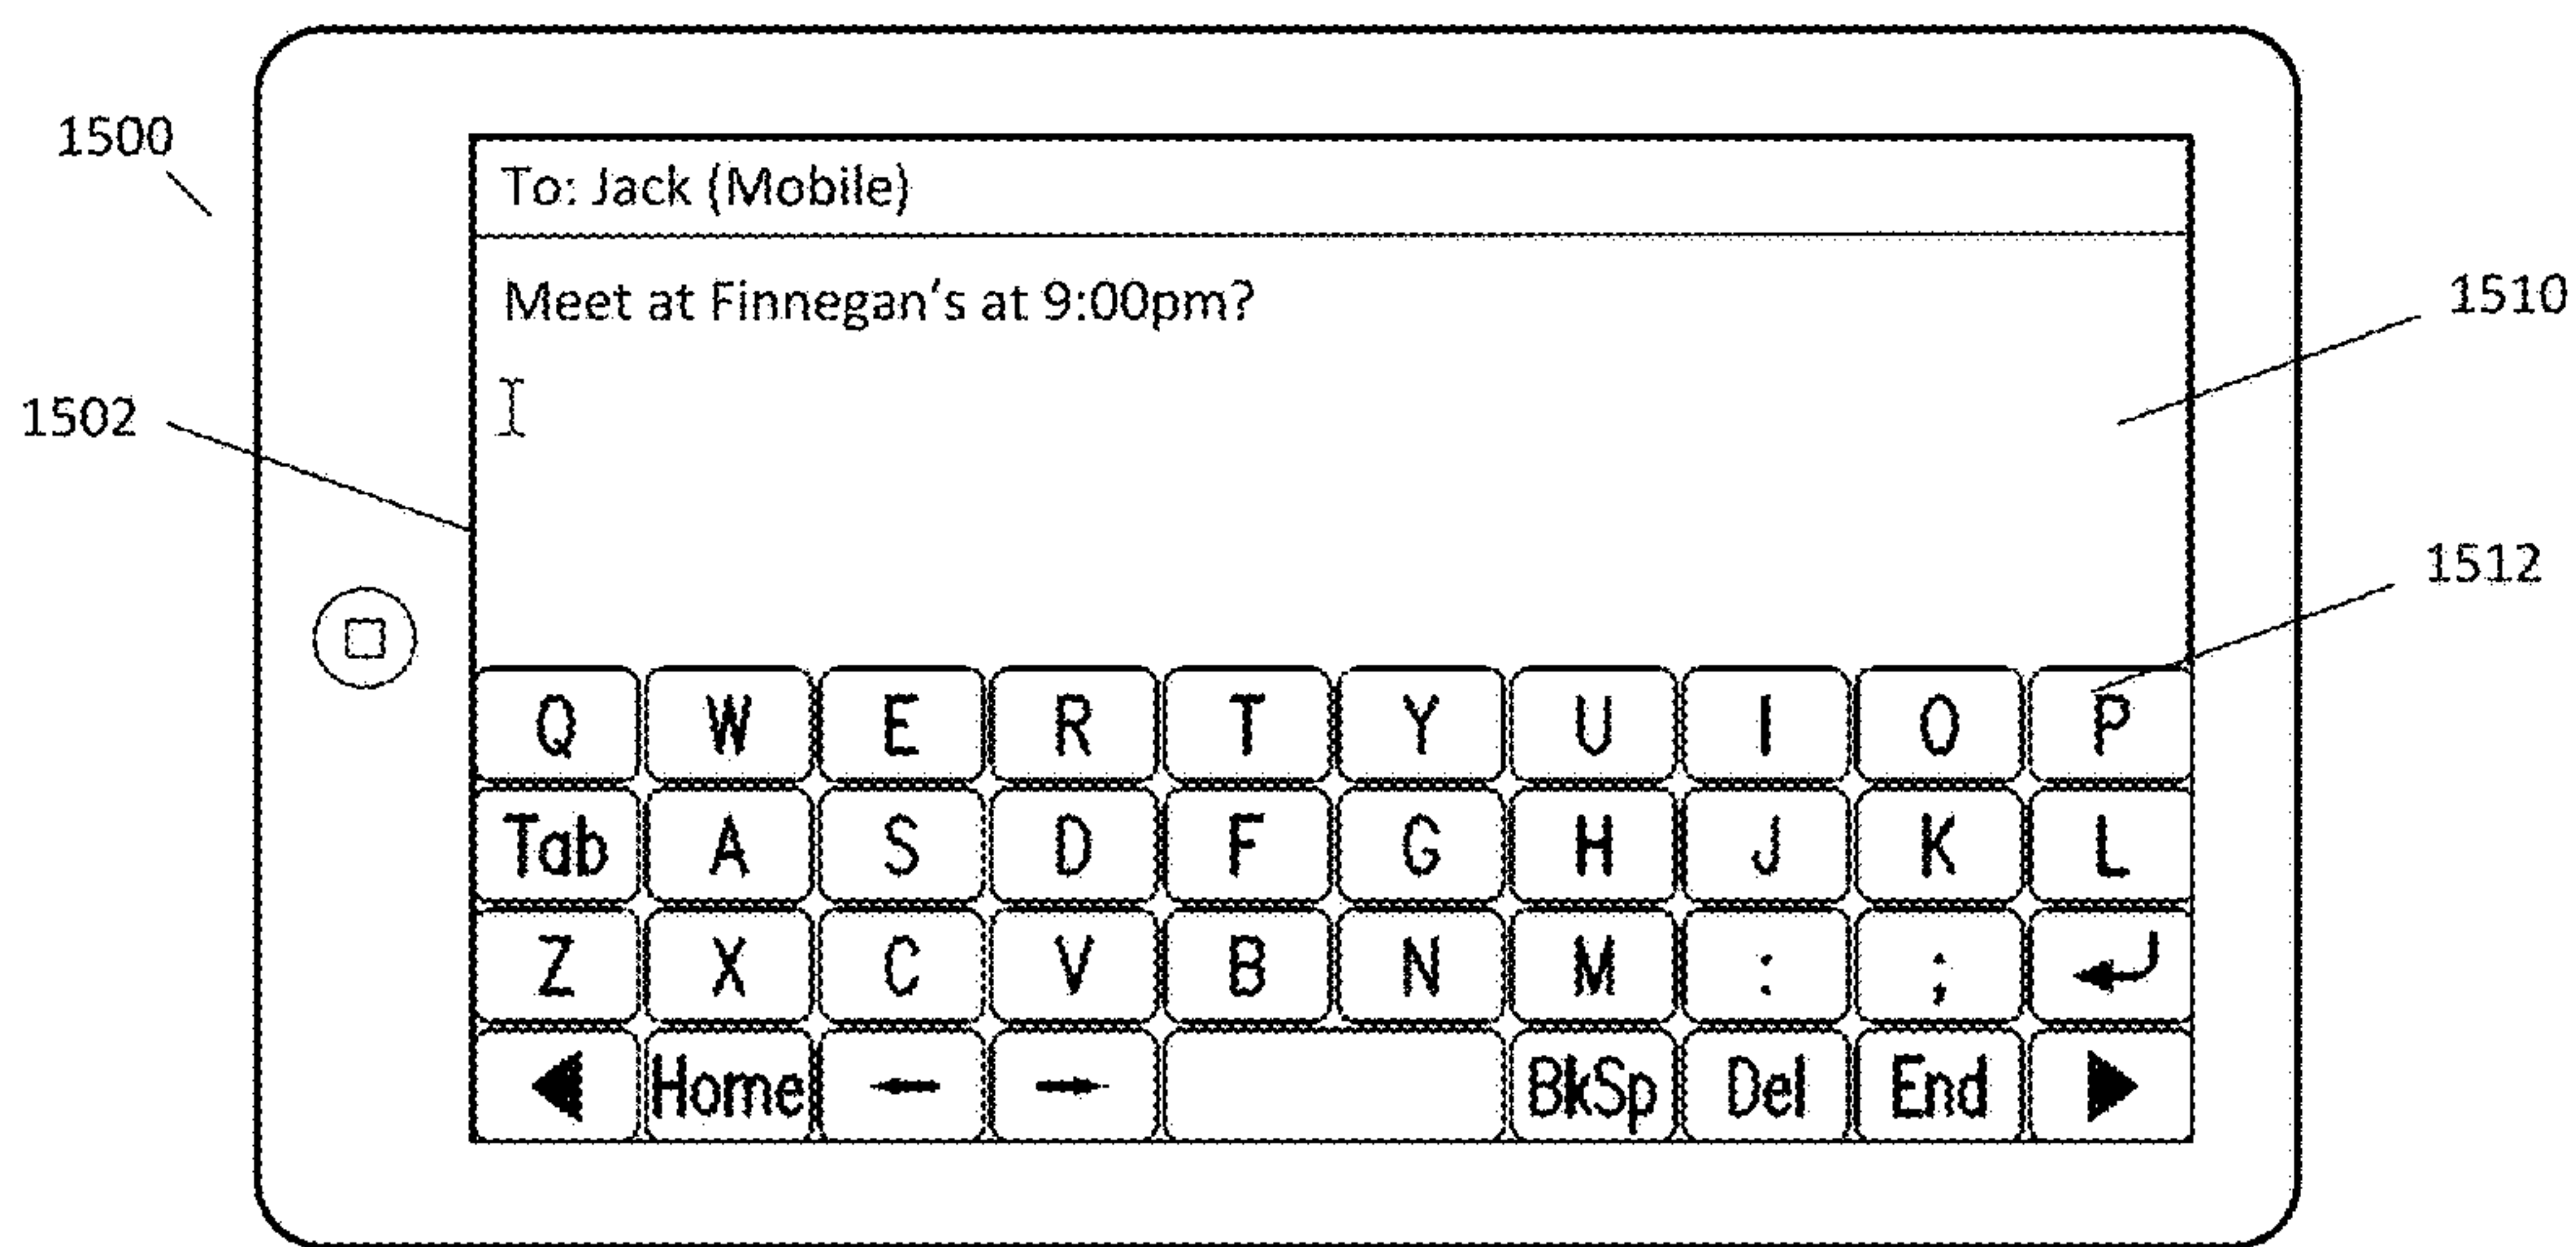 1500
To: Jack (Mobile)
Meet at Finnegan's at 9:00pm?
1510
1502
1512
Q W E R T Y U I O P
Tab A S D F G H J K L
Z X C V B N M : ; ↵
◀ Home ← → BkSp Del End ▶